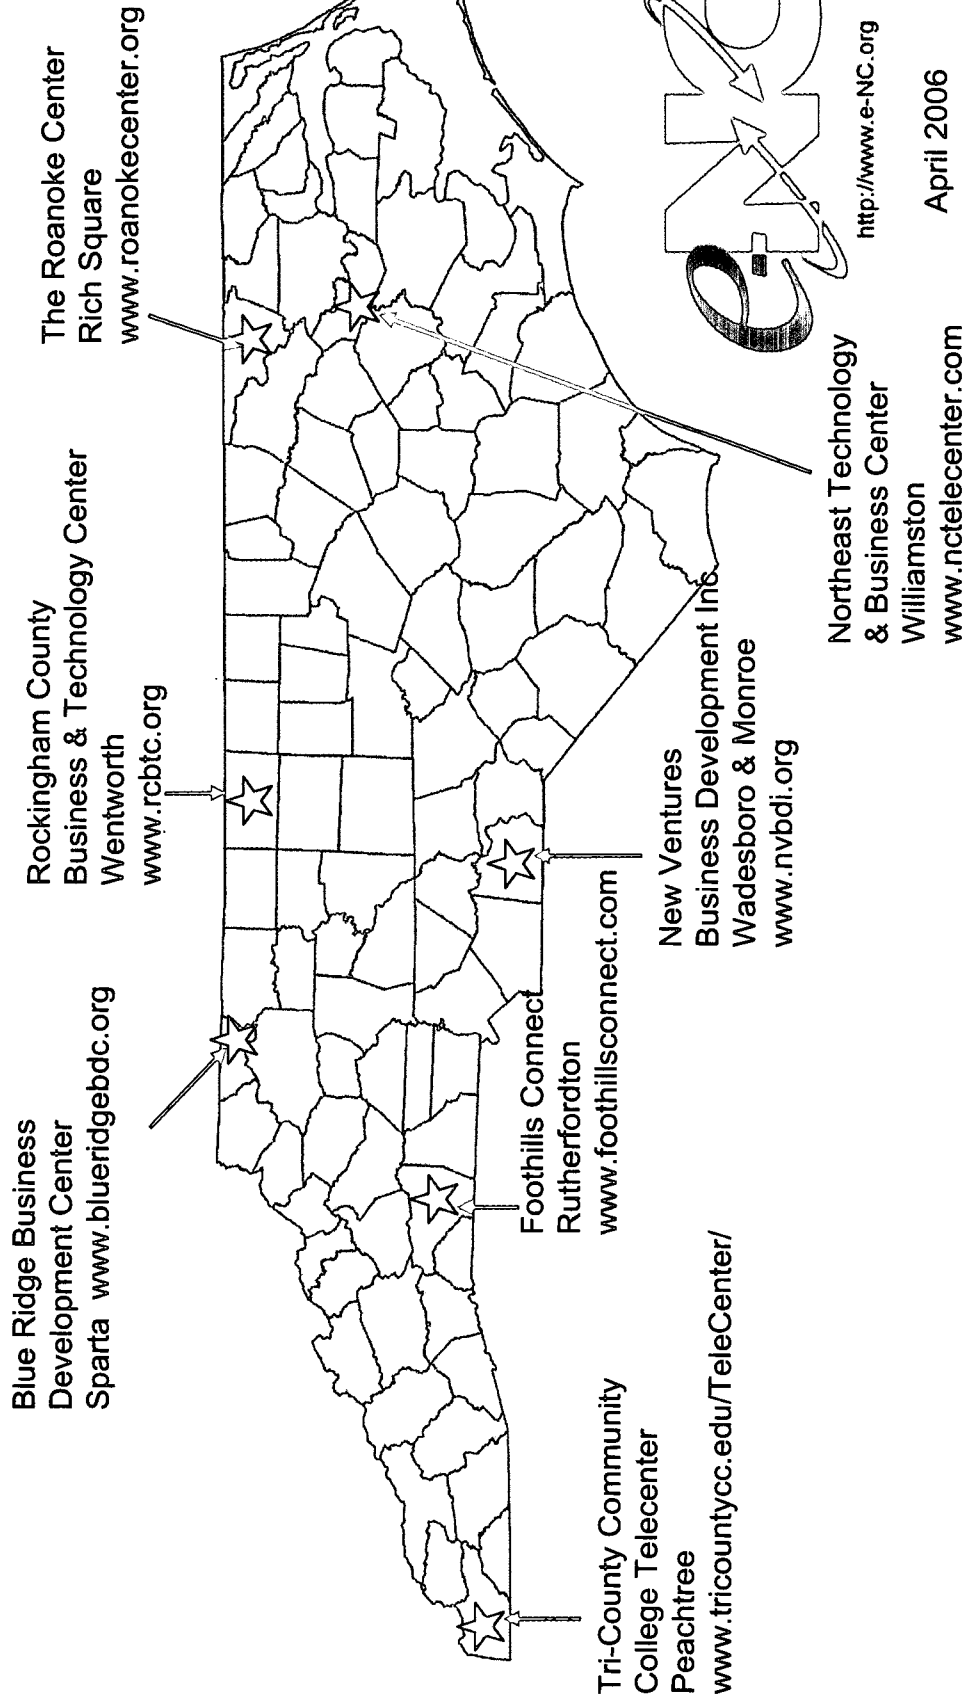 Blue Ridge Business
Development Center
Sparta www.blueridgebdc.org
Rockingham County
Business & Technology Center
Wentworth
www.rcbtc.org
The Roanoke Center
Rich Square
www.roanokecenter.org
Tri-County Community
College Telecenter
Peachtree
www.tricountycc.edu/TeleCenter/
Foothills Connect
Rutherfordton
www.foothillsconnect.com
New Ventures
Business Development Inc.
Wadesboro & Monroe
www.nvbdi.org
Northeast Technology
& Business Center
Williamston
www.nctelecenter.com
e-NC
http://www.e-NC.org
April 2006